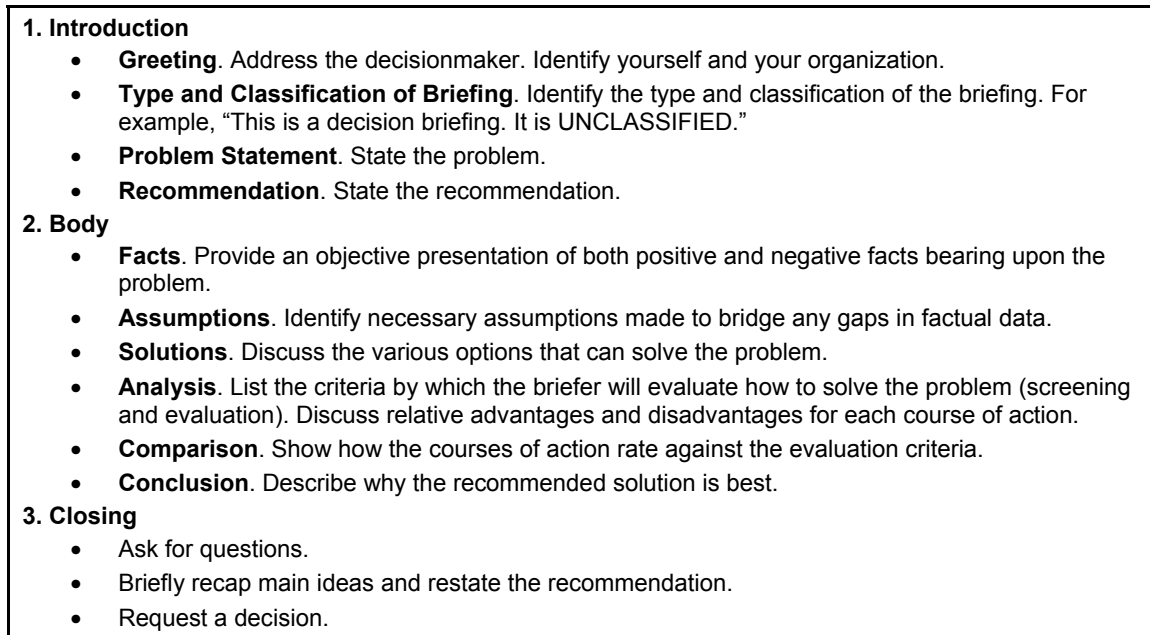 1. Introduction
• Greeting. Address the decisionmaker. Identify yourself and your organization.
• Type and Classification of Briefing. Identify the type and classification of the briefing. For
example, “This is a decision briefing. It is UNCLASSIFIED.”
• Problem Statement. State the problem.
• Recommendation. State the recommendation.
2. Body
• Facts. Provide an objective presentation of both positive and negative facts bearing upon the
problem.
• Assumptions. Identify necessary assumptions made to bridge any gaps in factual data.
• Solutions. Discuss the various options that can solve the problem.
• Analysis. List the criteria by which the briefer will evaluate how to solve the problem (screening
and evaluation). Discuss relative advantages and disadvantages for each course of action.
• Comparison. Show how the courses of action rate against the evaluation criteria.
• Conclusion. Describe why the recommended solution is best.
3. Closing
• Ask for questions.
• Briefly recap main ideas and restate the recommendation.
• Request a decision.